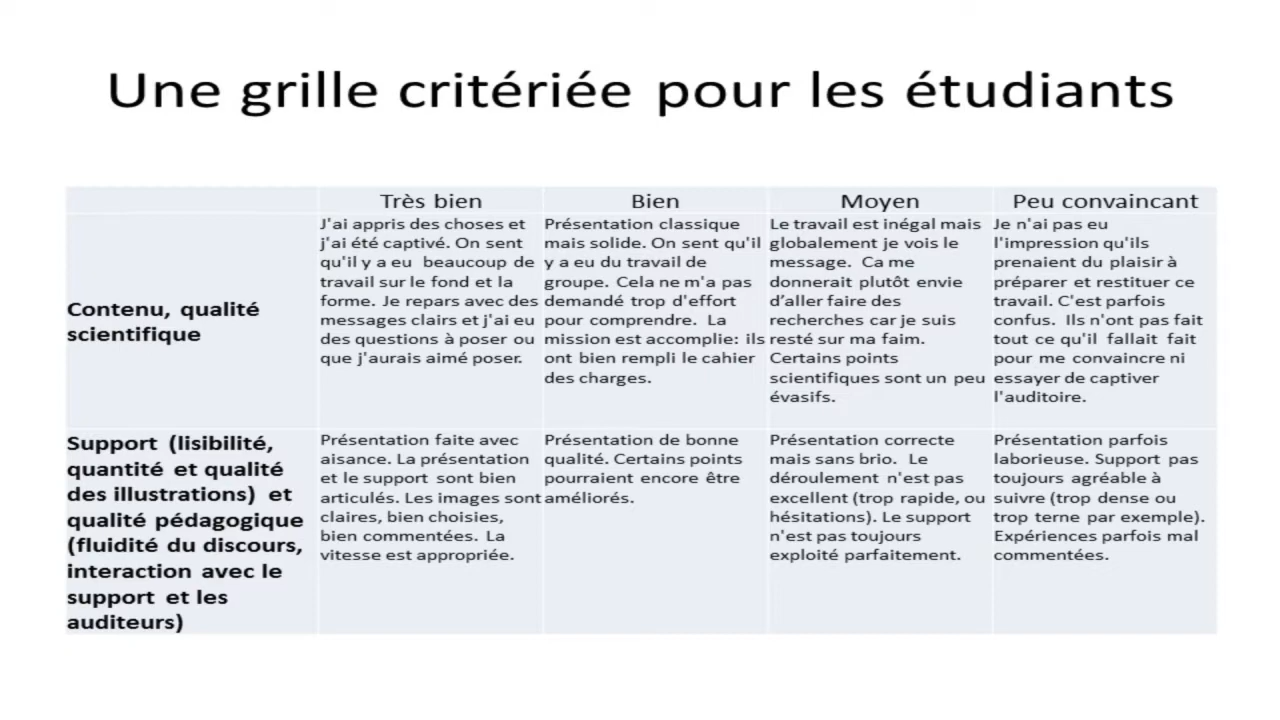 Une grille critériée pour les étudiants
Très bien
Bien
Moyen
Peu convaincant
Contenu, qualité
scientifique
J'ai appris des choses et
j'ai été captivé. On sent
qu'il y a eu beaucoup de
travail sur le fond et la
forme. Je repars avec des
messages clairs et j'ai eu
des questions à poser ou
que j'aurais aimé poser.
Présentation classique
mais solide. On sent qu'il
y a eu du travail de
groupe. Cela ne m'a pas
demandé trop d'effort
pour comprendre. La
mission est accomplie: ils
ont bien rempli le cahier
des charges.
Le travail est inégal mais
globalement je vois le
message. Ca me
donnerait plutôt envie
d’aller faire des
recherches car je suis
resté sur ma faim.
Certains points
scientifiques sont un peu
évasifs.
Je n'ai pas eu
l'impression qu'ils
prenaient du plaisir à
préparer et restituer ce
travail. C'est parfois
confus. Ils n'ont pas fait
tout ce qu'il fallait fait
pour me convaincre ni
essayer de captiver
l'auditoire.
Support (lisibilité,
quantité et qualité
des illustrations) et
qualité pédagogique
(fluidité du discours,
interaction avec le
support et les
auditeurs)
Présentation faite avec
aisance. La présentation
et le support sont bien
articulés. Les images sont
claires, bien choisies,
bien commentées. La
vitesse est appropriée.
Présentation de bonne
qualité. Certains points
pourraient encore être
améliorés.
Présentation correcte
mais sans brio. Le
déroulement n'est pas
excellent (trop rapide, ou
hésitations). Le support
n'est pas toujours
exploité parfaitement.
Présentation parfois
laborieuse. Support pas
toujours agréable à
suivre (trop dense ou
trop terne par exemple).
Expériences parfois mal
commentées.